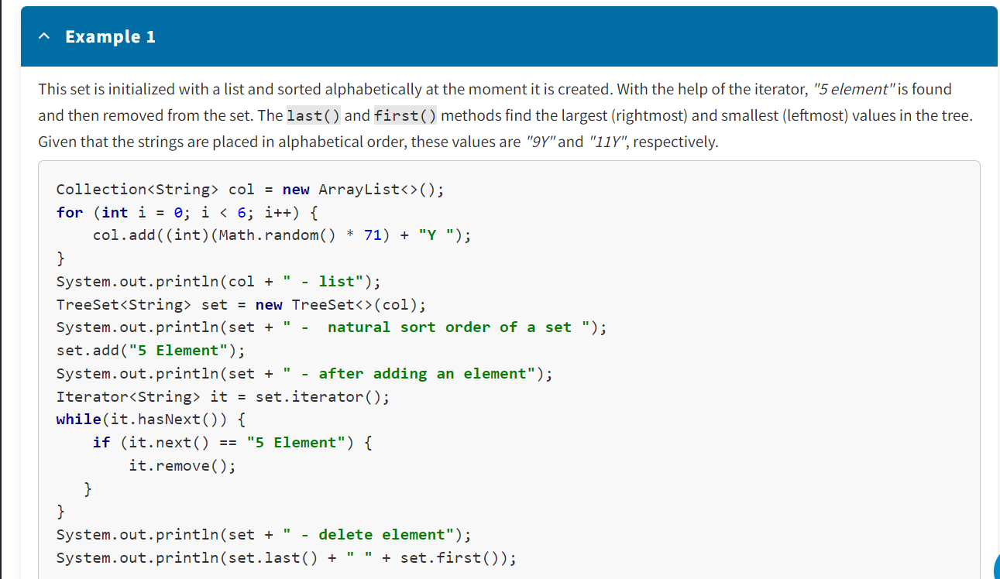 Example 1
This set is initialized with a list and sorted alphabetically at the moment it is created. With the help of the iterator, "5 element" is found
and then removed from the set. The last() and first() methods find the largest (rightmost) and smallest (leftmost) values in the tree.
Given that the strings are placed in alphabetical order, these values are "9Y" and "11Y", respectively.
Collection<String> col = new ArrayList<>();
for (int i = 0; i < 6; i++) {
    col.add((int)(Math.random() * 71) + "Y ");
}
System.out.println(col + " - list");
TreeSet<String> set = new TreeSet<>(col);
System.out.println(set + " -  natural sort order of a set ");
set.add("5 Element");
System.out.println(set + " - after adding an element");
Iterator<String> it = set.iterator();
while(it.hasNext()) {
    if (it.next() == "5 Element") {
        it.remove();
   }
}
System.out.println(set + " - delete element");
System.out.println(set.last() + " " + set.first());